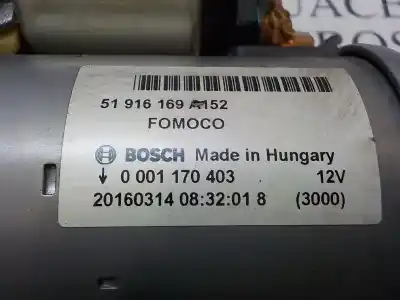 51 916 169 A152
FOMOCO
BOSCH Made in Hungary
↓ 0 001 170 403 12V
20160314 08:32:01 8 (3000)